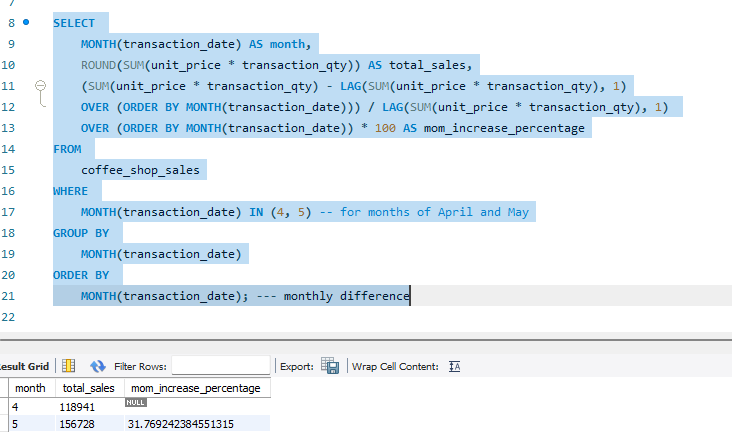 7
8 SELECT
9 MONTH(transaction_date) AS month,
10 ROUND(SUM(unit_price * transaction_qty)) AS total_sales,
11 (SUM(unit_price * transaction_qty) - LAG(SUM(unit_price * transaction_qty), 1)
12 OVER (ORDER BY MONTH(transaction_date))) / LAG(SUM(unit_price * transaction_qty), 1)
13 OVER (ORDER BY MONTH(transaction_date)) * 100 AS mom_increase_percentage
14 FROM
15 coffee_shop_sales
16 WHERE
17 MONTH(transaction_date) IN (4, 5) -- for months of April and May
18 GROUP BY
19 MONTH(transaction_date)
20 ORDER BY
21 MONTH(transaction_date); --- monthly difference
22
esult Grid Filter Rows: Export: Wrap Cell Content:
month total_sales mom_increase_percentage
4 118941 NULL
5 156728 31.769242384551315